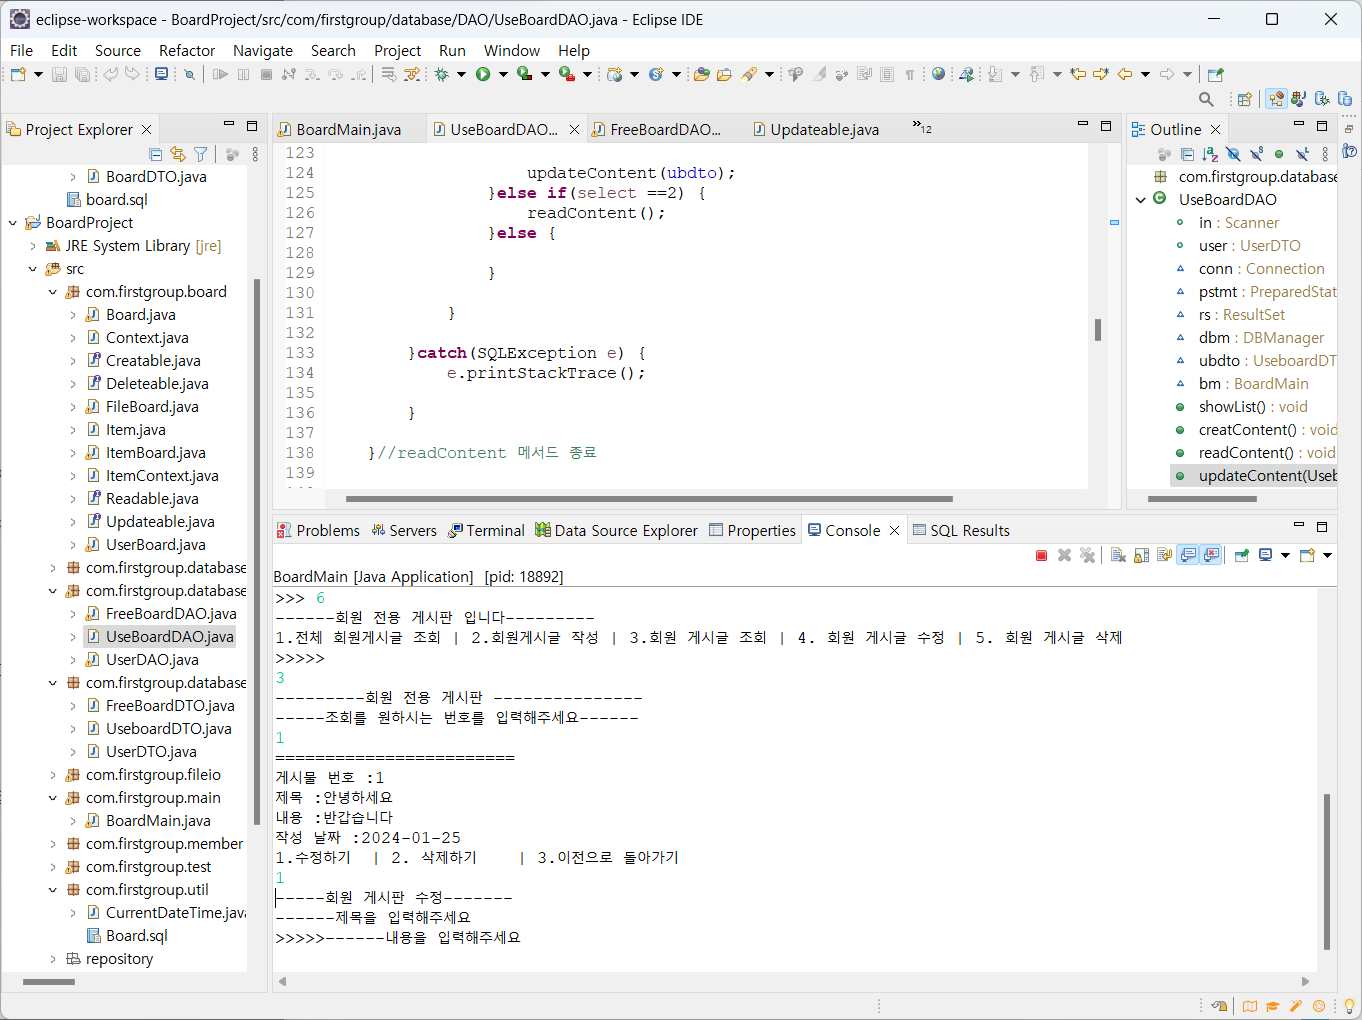 eclipse-workspace - BoardProject/src/com/firstgroup/database/DAO/UseBoardDAO.java - Eclipse IDE
File Edit Source Refactor Navigate Search Project Run Window Help
Project Explorer
BoardDTO.java
board.sql
BoardProject
JRE System Library [jre]
src
com.firstgroup.board
Board.java
Context.java
Creatable.java
Deleteable.java
FileBoard.java
Item.java
ItemBoard.java
ItemContext.java
Readable.java
Updateable.java
UserBoard.java
com.firstgroup.database
com.firstgroup.database
FreeBoardDAO.java
UseBoardDAO.java
UserDAO.java
com.firstgroup.database
FreeBoardDTO.java
UseboardDTO.java
UserDTO.java
com.firstgroup.fileio
com.firstgroup.main
BoardMain.java
com.firstgroup.member
com.firstgroup.test
com.firstgroup.util
CurrentDateTime.java
Board.sql
repository
BoardMain.java UseBoardDAO... FreeBoardDAO... Updateable.java »12
123
124 updateContent(ubdto);
125 }else if(select ==2) {
126 readContent();
127 }else {
128
129 }
130
131 }
132
133 }catch(SQLException e) {
134 e.printStackTrace();
135
136 }
137
138 }//readContent 메서드 종료
139
Outline
com.firstgroup.database
UseBoardDAO
in : Scanner
user : UserDTO
conn : Connection
pstmt : PreparedStat
rs : ResultSet
dbm : DBManager
ubdto : UseboardDT
bm : BoardMain
showList() : void
creatContent() : void
readContent() : void
updateContent(Useb
Problems Servers Terminal Data Source Explorer Properties Console SQL Results
BoardMain [Java Application] [pid: 18892]
>>> 6
------회원 전용 게시판 입니다---------
1.전체 회원게시글 조회 | 2.회원게시글 작성 | 3.회원 게시글 조회 | 4. 회원 게시글 수정 | 5. 회원 게시글 삭제
>>>>>
3
---------회원 전용 게시판 ---------------
-----조회를 원하시는 번호를 입력해주세요------
1
========================
게시물 번호 :1
제목 :안녕하세요
내용 :반갑습니다
작성 날짜 :2024-01-25
1.수정하기 | 2. 삭제하기 | 3.이전으로 돌아가기
1
-----회원 게시판 수정-------
------제목을 입력해주세요
>>>>>------내용을 입력해주세요